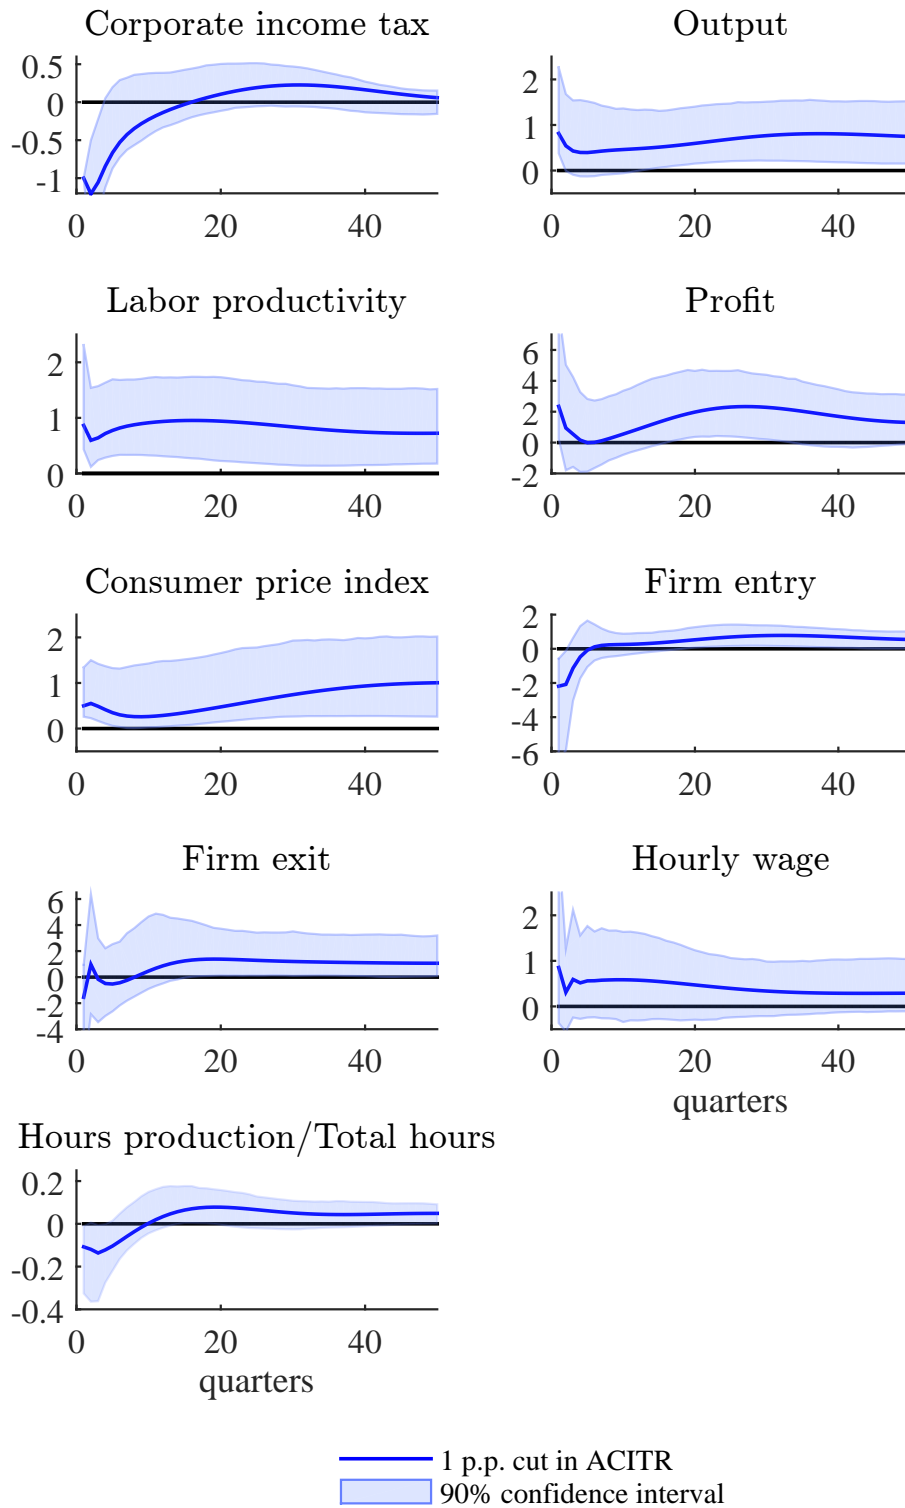 Corporate income tax
0.5
0
-0.5
-1
0 20 40
Output
2
1
0
0 20 40
Labor productivity
2
1
0
0 20 40
Profit
6
4
2
0
-2
0 20 40
Consumer price index
2
1
0
0 20 40
Firm entry
2
0
-2
-4
-6
0 20 40
Firm exit
6
4
2
0
-2
-4
0 20 40
Hourly wage
2
1
0
0 20 40
quarters
Hours production/Total hours
0.2
0
-0.2
-0.4
0 20 40
quarters
1 p.p. cut in ACITR
90% confidence interval